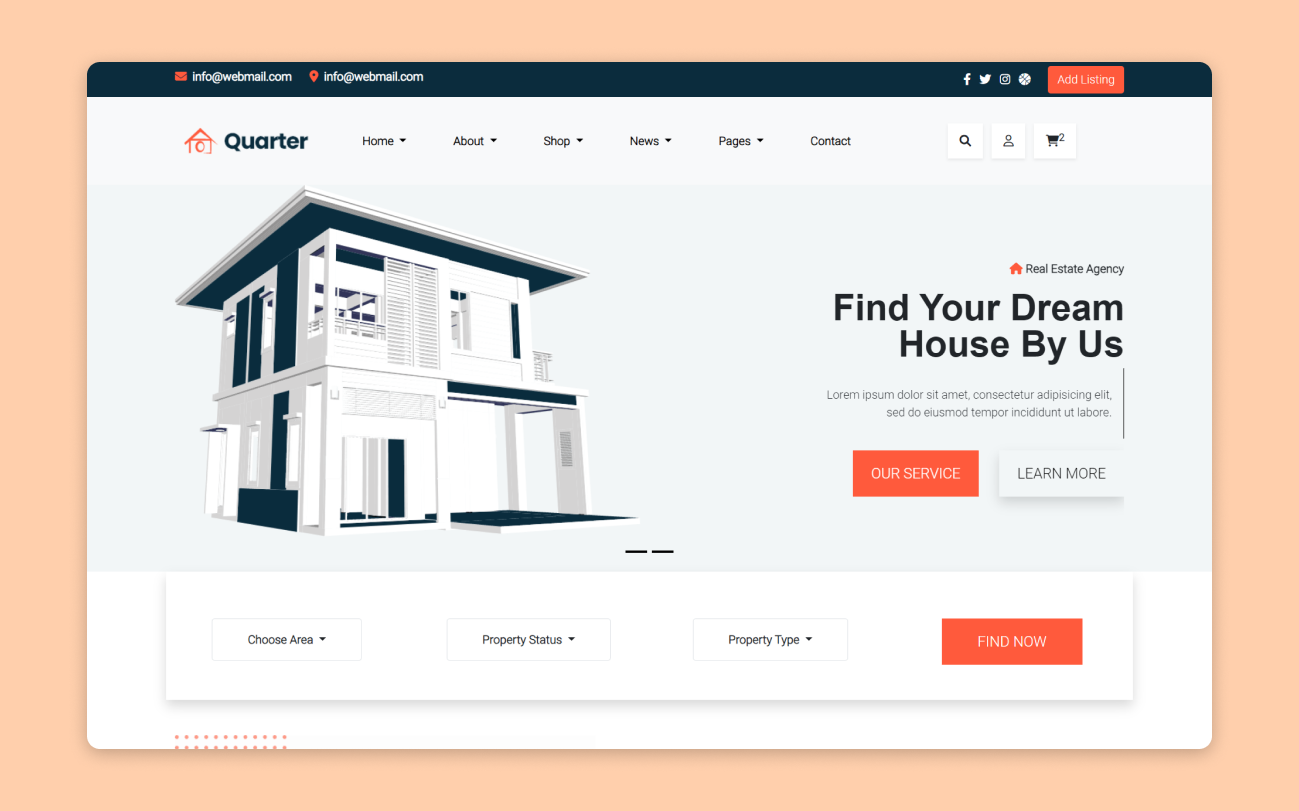 info@webmail.com info@webmail.com Add Listing
Quarter Home About Shop News Pages Contact 2
Real Estate Agency
Find Your Dream
House By Us
Lorem ipsum dolor sit amet, consectetur adipisicing elit,
sed do eiusmod tempor incididunt ut labore.
OUR SERVICE LEARN MORE
Choose Area Property Status Property Type FIND NOW